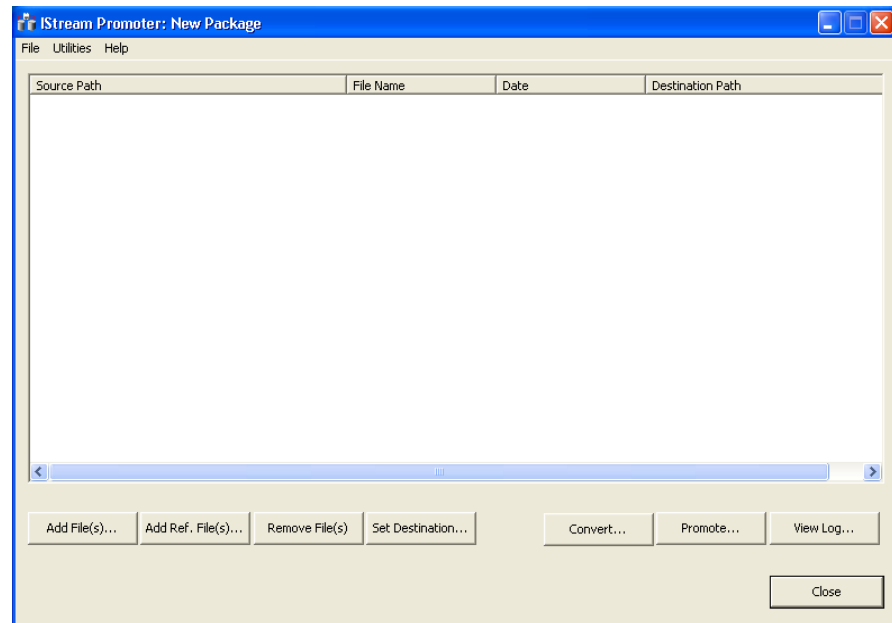 IStream Promoter: New Package
File Utilities Help
Source Path File Name Date Destination Path
Add File(s)... Add Ref. File(s)... Remove File(s) Set Destination... Convert... Promote... View Log...
Close